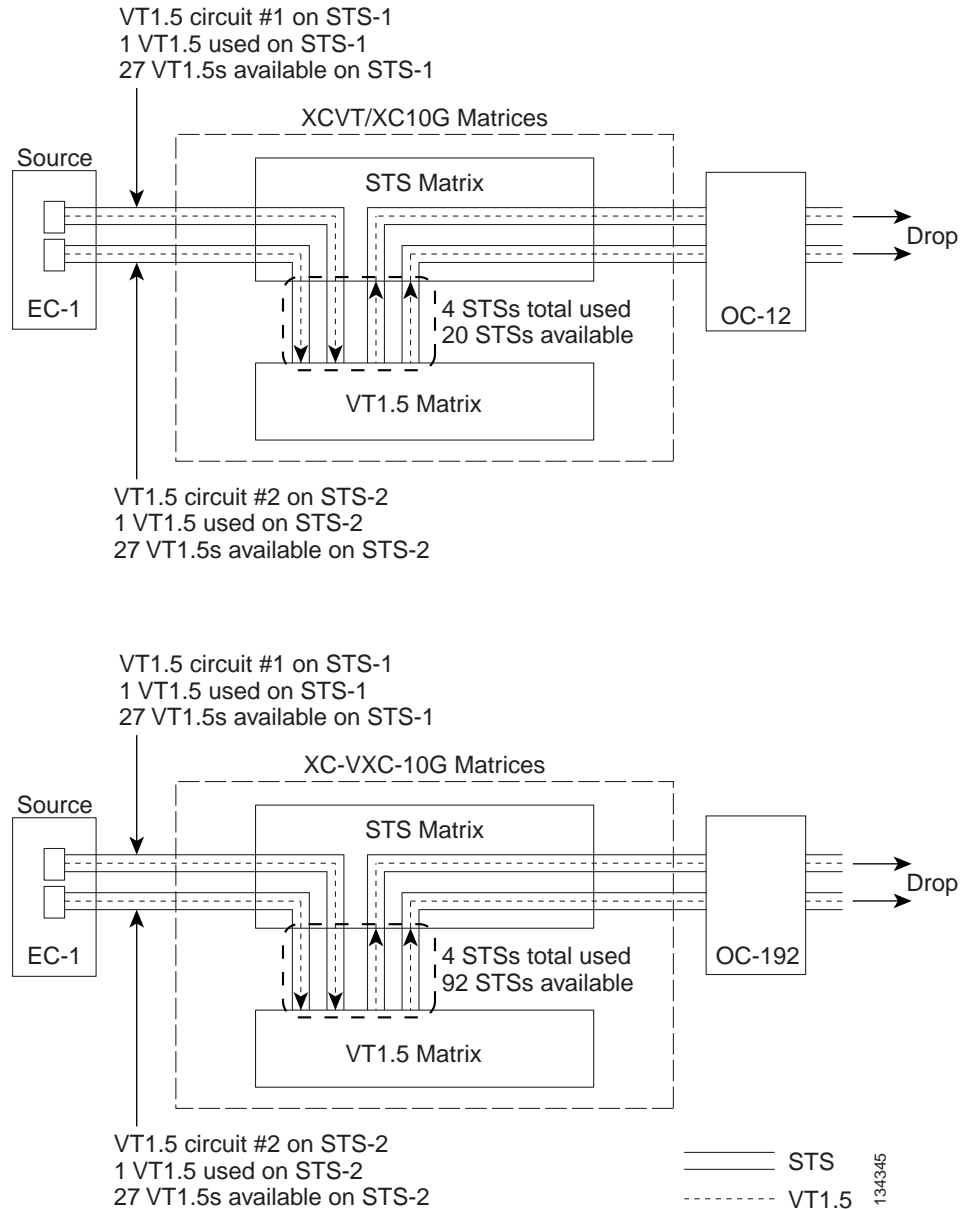 VT1.5 circuit #1 on STS-1
1 VT1.5 used on STS-1
27 VT1.5s available on STS-1
XCVT/XC10G Matrices
Source
STS Matrix
Drop
EC-1
4 STSs total used
20 STSs available
OC-12
VT1.5 Matrix
VT1.5 circuit #2 on STS-2
1 VT1.5 used on STS-2
27 VT1.5s available on STS-2
VT1.5 circuit #1 on STS-1
1 VT1.5 used on STS-1
27 VT1.5s available on STS-1
XC-VXC-10G Matrices
Source
STS Matrix
Drop
EC-1
4 STSs total used
92 STSs available
OC-192
VT1.5 Matrix
VT1.5 circuit #2 on STS-2
1 VT1.5 used on STS-2
27 VT1.5s available on STS-2
STS
VT1.5
134345